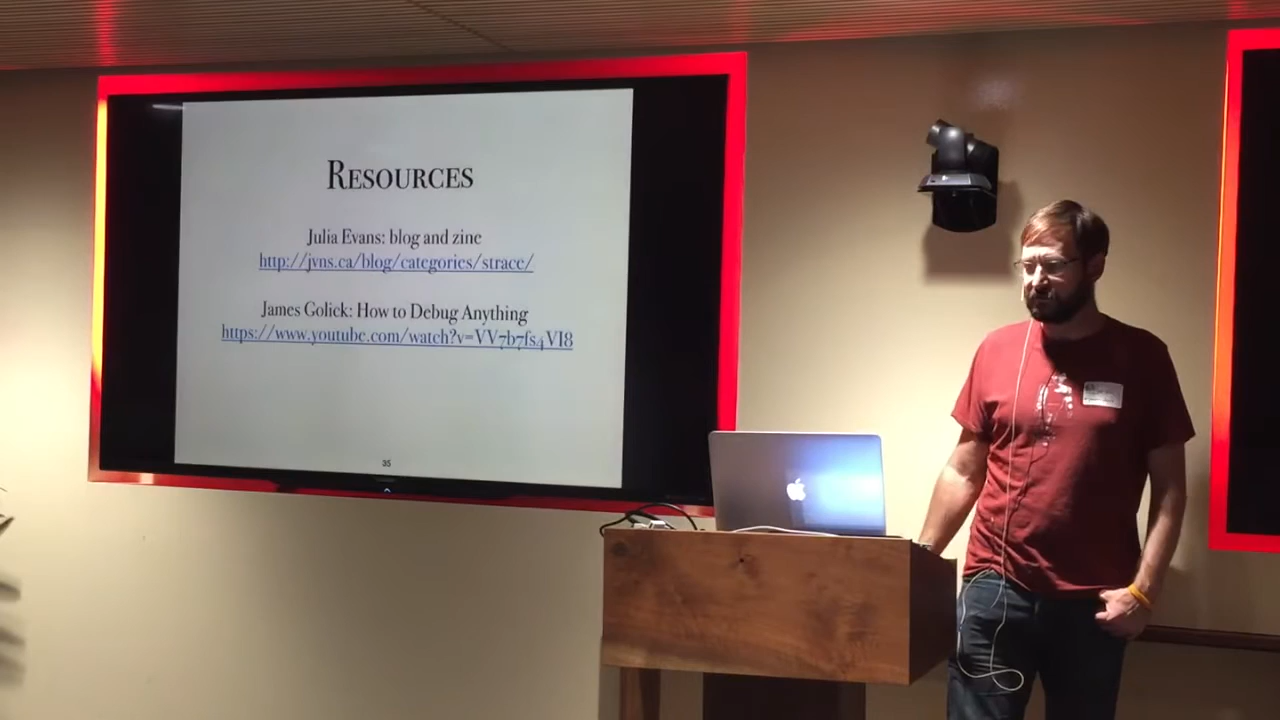 Resources
Julia Evans: blog and zine
http://jvns.ca/blog/categories/strace/
James Golick: How to Debug Anything
https://www.youtube.com/watch?v=VV7b7fs4VI8
35